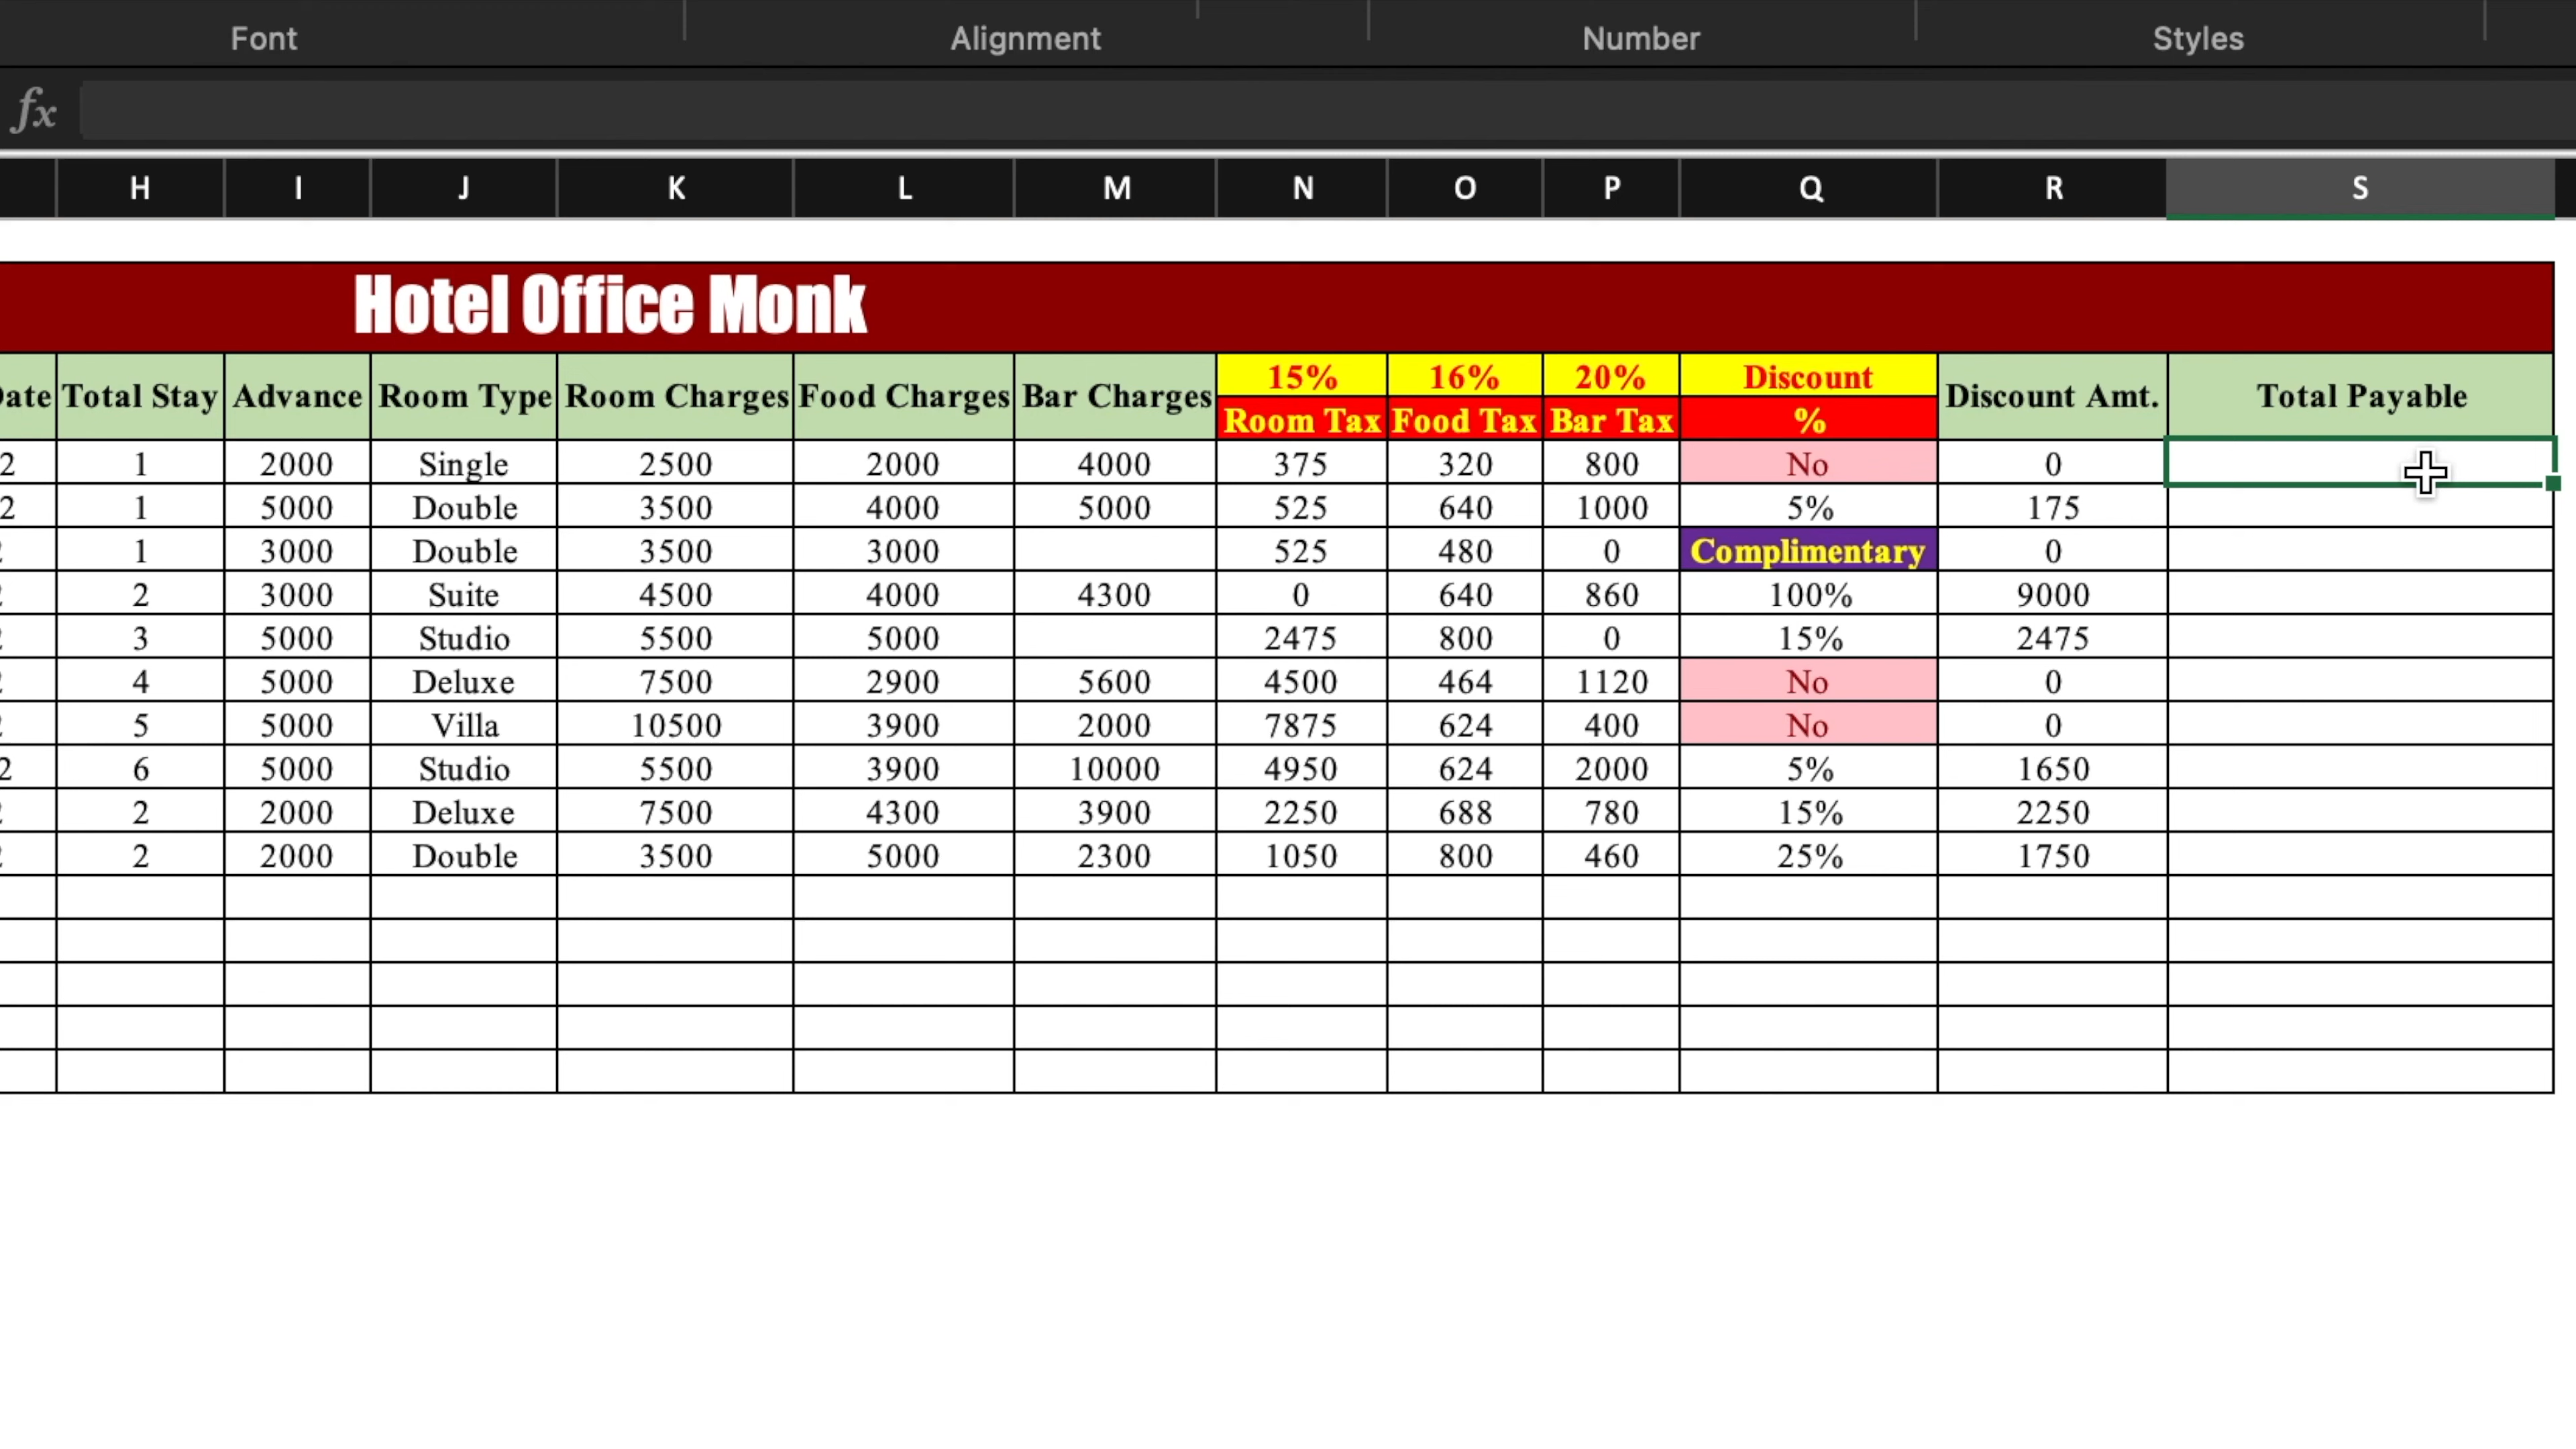 Font Alignment Number Styles
fx
H I J K L M N O P Q R S
Hotel Office Monk
ate Total Stay Advance Room Type Room Charges Food Charges Bar Charges 15% 16% 20% Discount Discount Amt. Total Payable
Room Tax Food Tax Bar Tax %
2 1 2000 Single 2500 2000 4000 375 320 800 No 0
2 1 5000 Double 3500 4000 5000 525 640 1000 5% 175
1 3000 Double 3500 3000 525 480 0 Complimentary 0
2 3000 Suite 4500 4000 4300 0 640 860 100% 9000
3 5000 Studio 5500 5000 2475 800 0 15% 2475
4 5000 Deluxe 7500 2900 5600 4500 464 1120 No 0
5 5000 Villa 10500 3900 2000 7875 624 400 No 0
2 6 5000 Studio 5500 3900 10000 4950 624 2000 5% 1650
2 2000 Deluxe 7500 4300 3900 2250 688 780 15% 2250
2 2000 Double 3500 5000 2300 1050 800 460 25% 1750